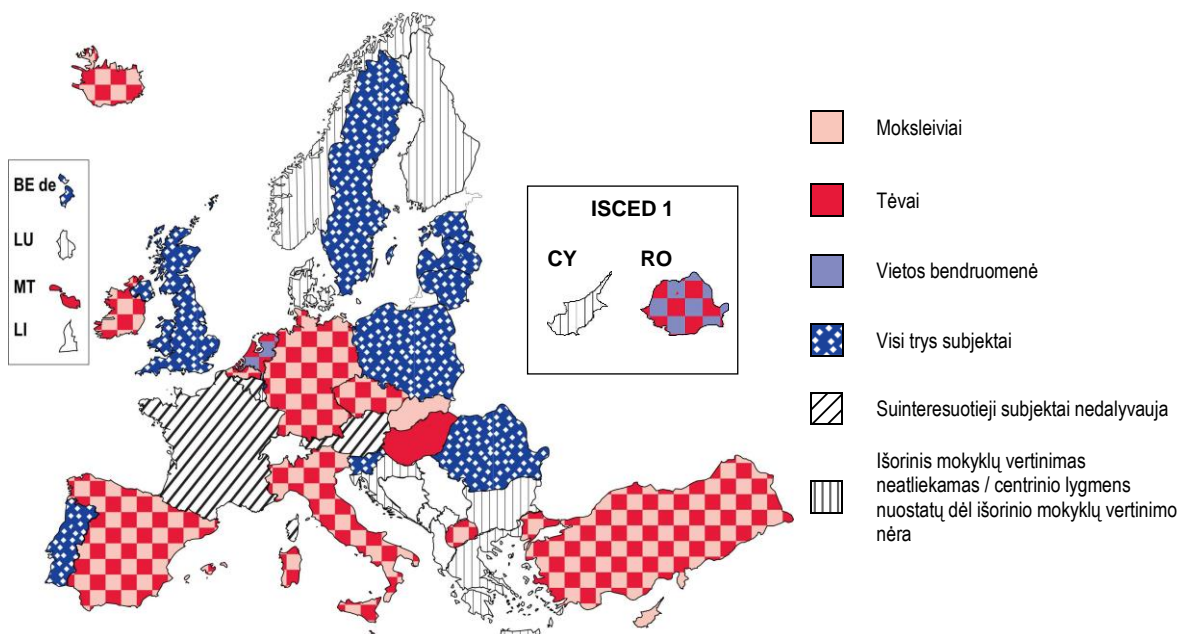 BE de
LU
MT
LI
ISCED 1
CY RO
Moksleiviai
Tėvai
Vietos bendruomenė
Visi trys subjektai
Suinteresuotieji subjektai nedalyvauja
Išorinis mokyklų vertinimas
neatliekamas / centrinio lygmens
nuostatų dėl išorinio mokyklų vertinimo
nėra